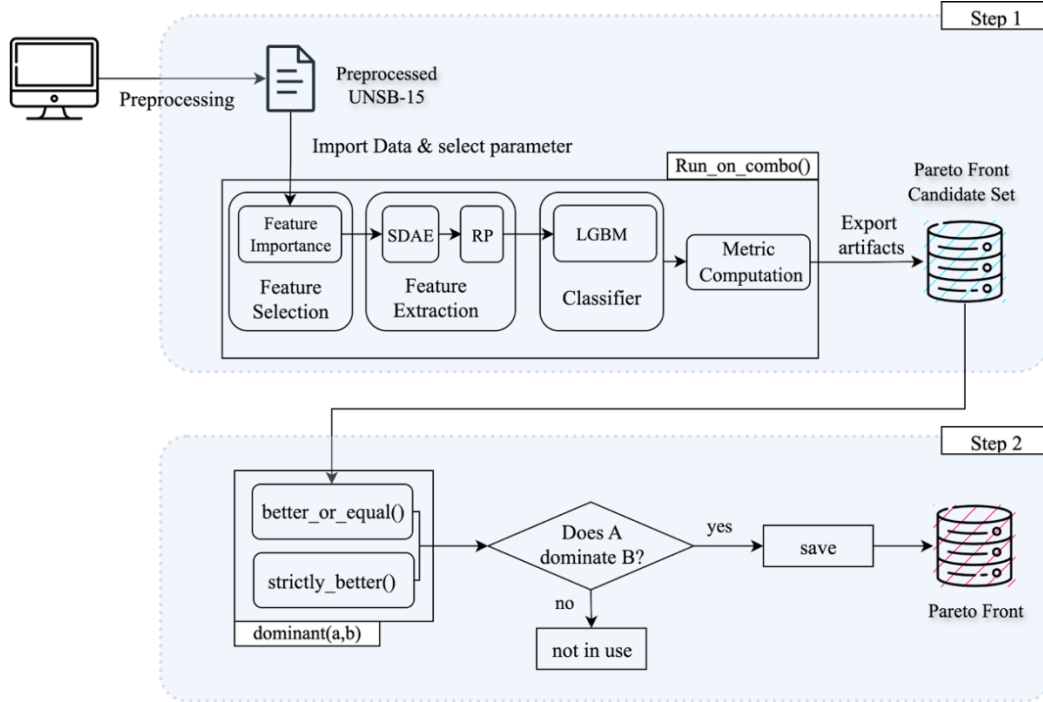 Step 1
Preprocessing
Preprocessed
UNSB-15
Import Data & select parameter
Run_on_combo()
Feature
Importance
Feature
Selection
SDAE
RP
Feature
Extraction
LGBM
Classifier
Metric
Computation
Export
artifacts
Pareto Front
Candidate Set
Step 2
better_or_equal()
strictly_better()
dominant(a,b)
Does A
dominate B?
yes
no
save
not in use
Pareto Front